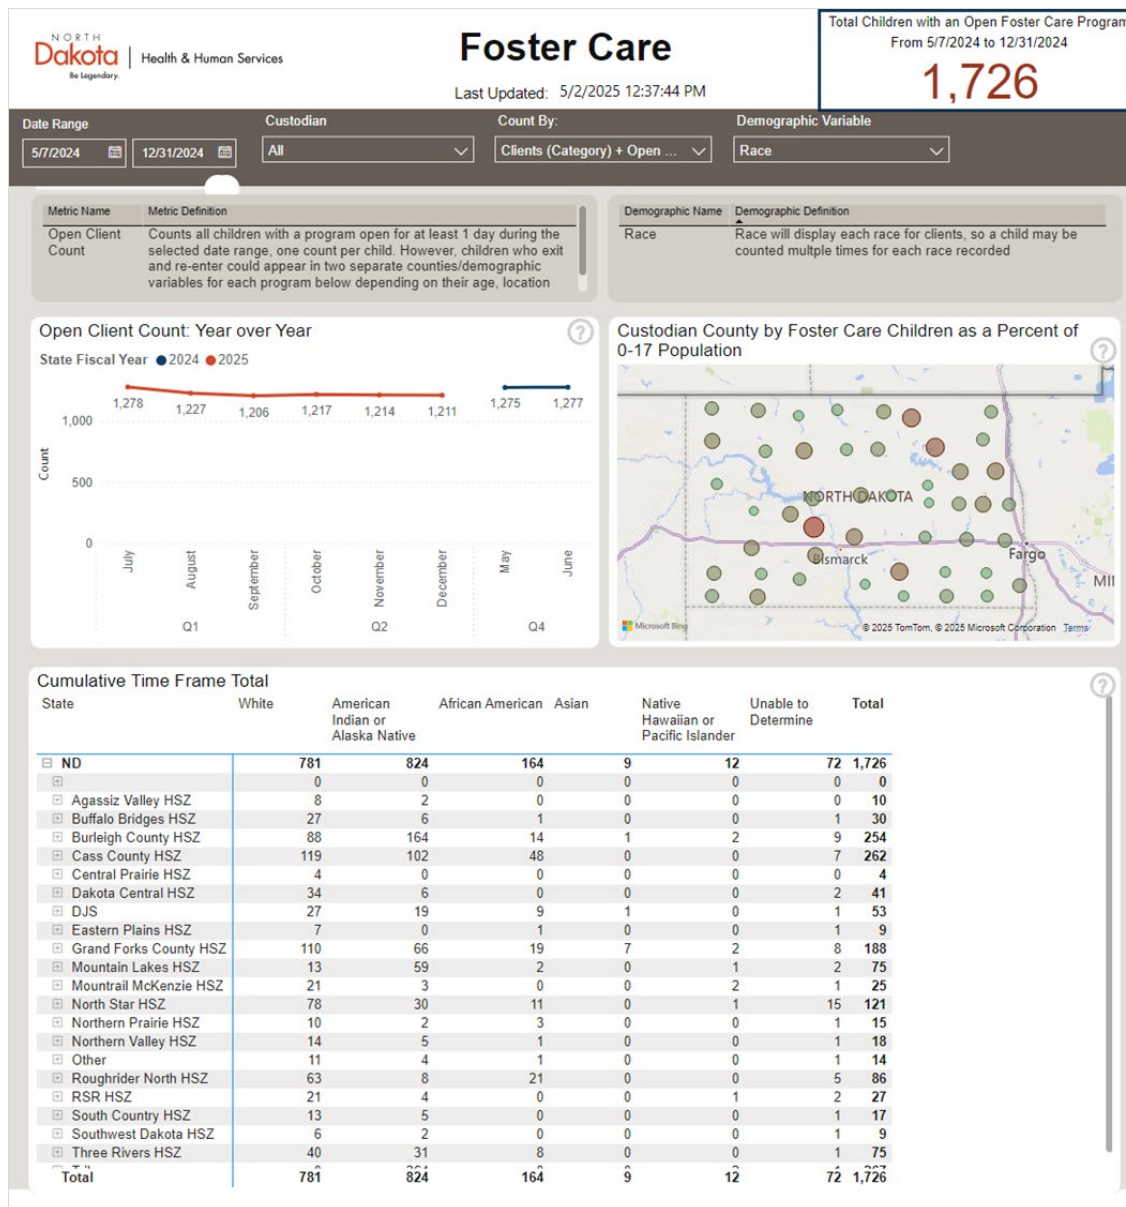 NORTH
Dakota
Be Legendary.
Health & Human Services
Foster Care
Last Updated: 5/2/2025 12:37:44 PM
Total Children with an Open Foster Care Program
From 5/7/2024 to 12/31/2024
1,726
Date Range
5/7/2024
12/31/2024
Custodian
All
Count By:
Clients (Category) + Open ...
Demographic Variable
Race
Metric Name Metric Definition
Open Client Count
Counts all children with a program open for at least 1 day during the
selected date range, one count per child. However, children who exit
and re-enter could appear in two separate counties/demographic
variables for each program below depending on their age, location
Demographic Name Demographic Definition
Race Race will display each race for clients, so a child may be
counted multple times for each race recorded
Open Client Count: Year over Year
?
State Fiscal Year 2024 2025
1,278 1,227 1,206 1,217 1,214 1,211 1,275 1,277
1,000
500
0
Count
July August September October November December May June
Q1 Q2 Q4
Custodian County by Foster Care Children as a Percent of
0-17 Population
?
NORTH DAKOTA
Bismarck
Fargo
MI
Microsoft Bing
© 2025 TomTom, © 2025 Microsoft Corporation Terms
Cumulative Time Frame Total
?
State White American Indian or Alaska Native African American Asian Native Hawaiian or Pacific Islander Unable to Determine Total
ND 781 824 164 9 12 72 1,726
0 0 0 0 0 0 0
Agassiz Valley HSZ 8 2 0 0 0 0 10
Buffalo Bridges HSZ 27 6 1 0 0 1 30
Burleigh County HSZ 88 164 14 1 2 9 254
Cass County HSZ 119 102 48 0 0 7 262
Central Prairie HSZ 4 0 0 0 0 0 4
Dakota Central HSZ 34 6 0 0 0 2 41
DJS 27 19 9 1 0 1 53
Eastern Plains HSZ 7 0 1 0 0 1 9
Grand Forks County HSZ 110 66 19 7 2 8 188
Mountain Lakes HSZ 13 59 2 0 1 2 75
Mountrail McKenzie HSZ 21 3 0 0 2 1 25
North Star HSZ 78 30 11 0 1 15 121
Northern Prairie HSZ 10 2 3 0 0 1 15
Northern Valley HSZ 14 5 1 0 0 1 18
Other 11 4 1 0 0 1 14
Roughrider North HSZ 63 8 21 0 0 5 86
RSR HSZ 21 4 0 0 1 2 27
South Country HSZ 13 5 0 0 0 1 17
Southwest Dakota HSZ 6 2 0 0 0 1 9
Three Rivers HSZ 40 31 8 0 0 1 75
Total 781 824 164 9 12 72 1,726